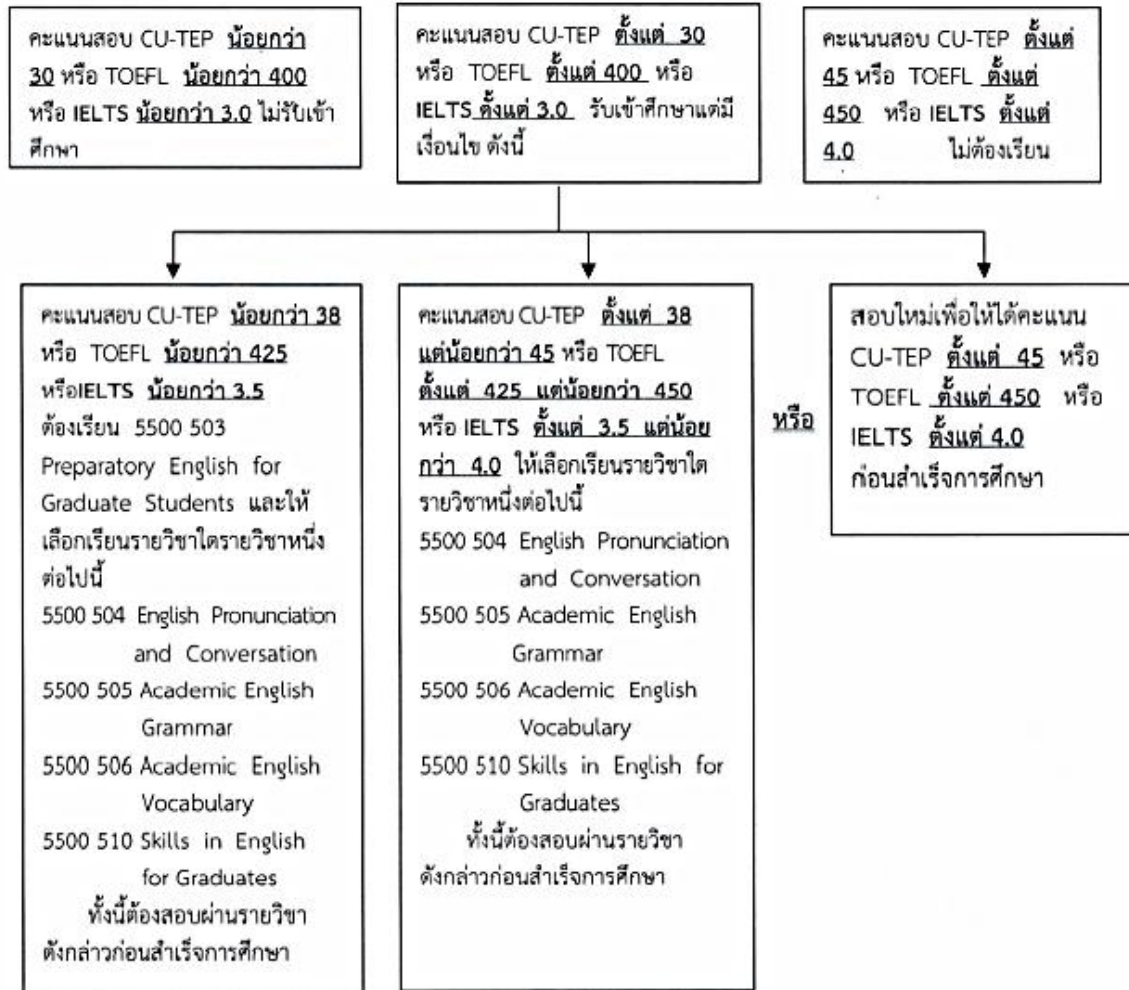 คะแนนสอบ CU-TEP น้อยกว่า
30 หรือ TOEFL น้อยกว่า 400
หรือ IELTS น้อยกว่า 3.0 ไม่รับเข้า
ศึกษา
คะแนนสอบ CU-TEP ตั้งแต่ 30
หรือ TOEFL ตั้งแต่ 400 หรือ
IELTS ตั้งแต่ 3.0 รับเข้าศึกษาแต่มี
เงื่อนไข ดังนี้
คะแนนสอบ CU-TEP ตั้งแต่
45 หรือ TOEFL ตั้งแต่
450 หรือ IELTS ตั้งแต่
4.0 ไม่ต้องเรียน
คะแนนสอบ CU-TEP น้อยกว่า 38
หรือ TOEFL น้อยกว่า 425
หรือIELTS น้อยกว่า 3.5
ต้องเรียน 5500 503
Preparatory English for
Graduate Students และให้
เลือกเรียนรายวิชาใดรายวิชาหนึ่ง
ต่อไปนี้
5500 504 English Pronunciation
and Conversation
5500 505 Academic English
Grammar
5500 506 Academic English
Vocabulary
5500 510 Skills in English
for Graduates
ทั้งนี้ต้องสอบผ่านรายวิชา
ดังกล่าวก่อนสำเร็จการศึกษา
คะแนนสอบ CU-TEP ตั้งแต่ 38
แต่น้อยกว่า 45 หรือ TOEFL
ตั้งแต่ 425 แต่น้อยกว่า 450
หรือ IELTS ตั้งแต่ 3.5 แต่น้อย
กว่า 4.0 ให้เลือกเรียนรายวิชาใด
รายวิชาหนึ่งต่อไปนี้
5500 504 English Pronunciation
and Conversation
5500 505 Academic English
Grammar
5500 506 Academic English
Vocabulary
5500 510 Skills in English for
Graduates
ทั้งนี้ต้องสอบผ่านรายวิชา
ดังกล่าวก่อนสำเร็จการศึกษา
หรือ
สอบใหม่เพื่อให้ได้คะแนน
CU-TEP ตั้งแต่ 45 หรือ
TOEFL ตั้งแต่ 450 หรือ
IELTS ตั้งแต่ 4.0
ก่อนสำเร็จการศึกษา